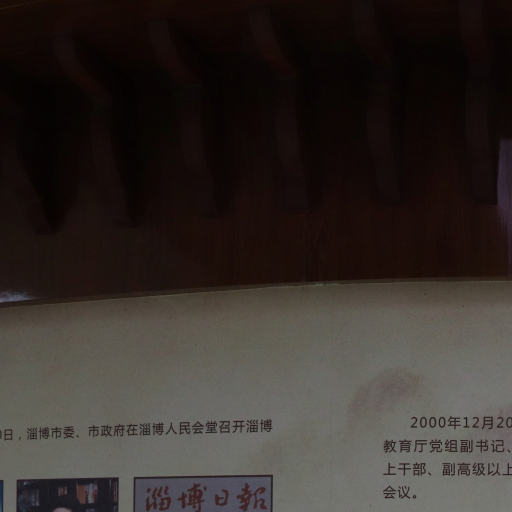 0日，淄博市委、市政府在淄博人民会堂召开淄博
淄博日報
2000年12月20
教育厅党组副书记、
上干部、副高级以上
会议。